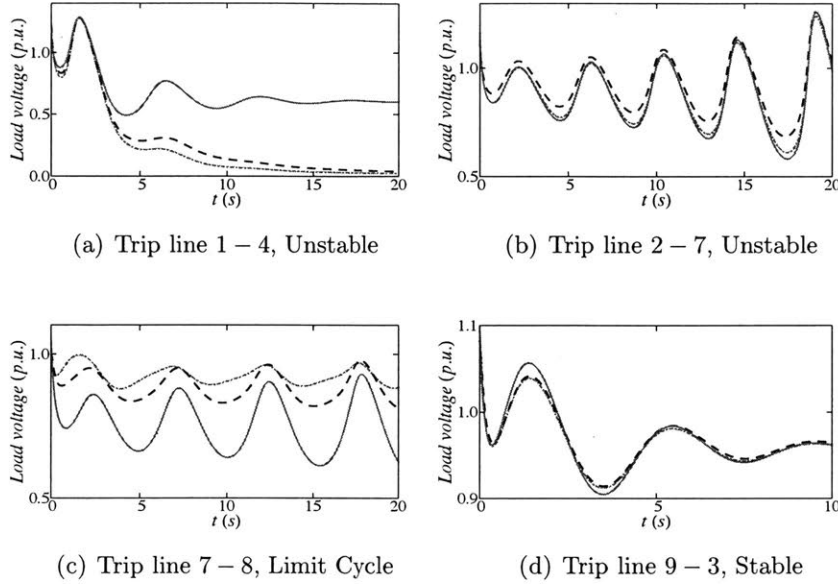 Load voltage (p.u.)
1.0
0.5
0.0
0
5
10
15
20
t (s)
(a) Trip line 1 – 4, Unstable
Load voltage (p.u.)
1.0
0.5
0
5
10
15
20
t (s)
(b) Trip line 2 – 7, Unstable
Load voltage (p.u.)
1.0
0.5
0
5
10
15
20
t (s)
(c) Trip line 7 – 8, Limit Cycle
Load voltage (p.u.)
1.1
1.0
0.9
0
5
10
t (s)
(d) Trip line 9 – 3, Stable